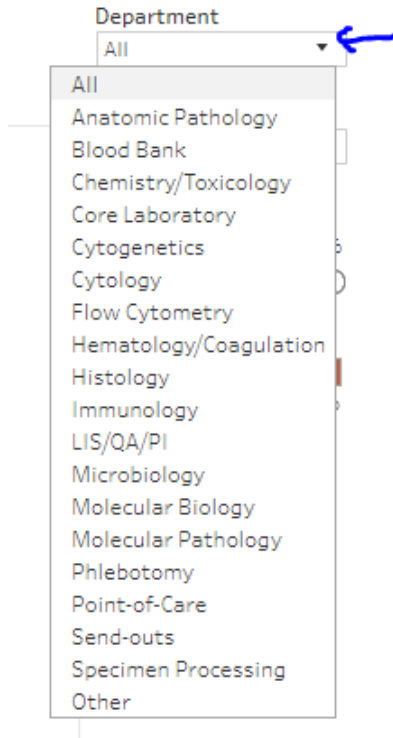 Department
All
All
Anatomic Pathology
Blood Bank
Chemistry/Toxicology
Core Laboratory
Cytogenetics
Cytology
Flow Cytometry
Hematology/Coagulation
Histology
Immunology
LIS/QA/PI
Microbiology
Molecular Biology
Molecular Pathology
Phlebotomy
Point-of-Care
Send-outs
Specimen Processing
Other